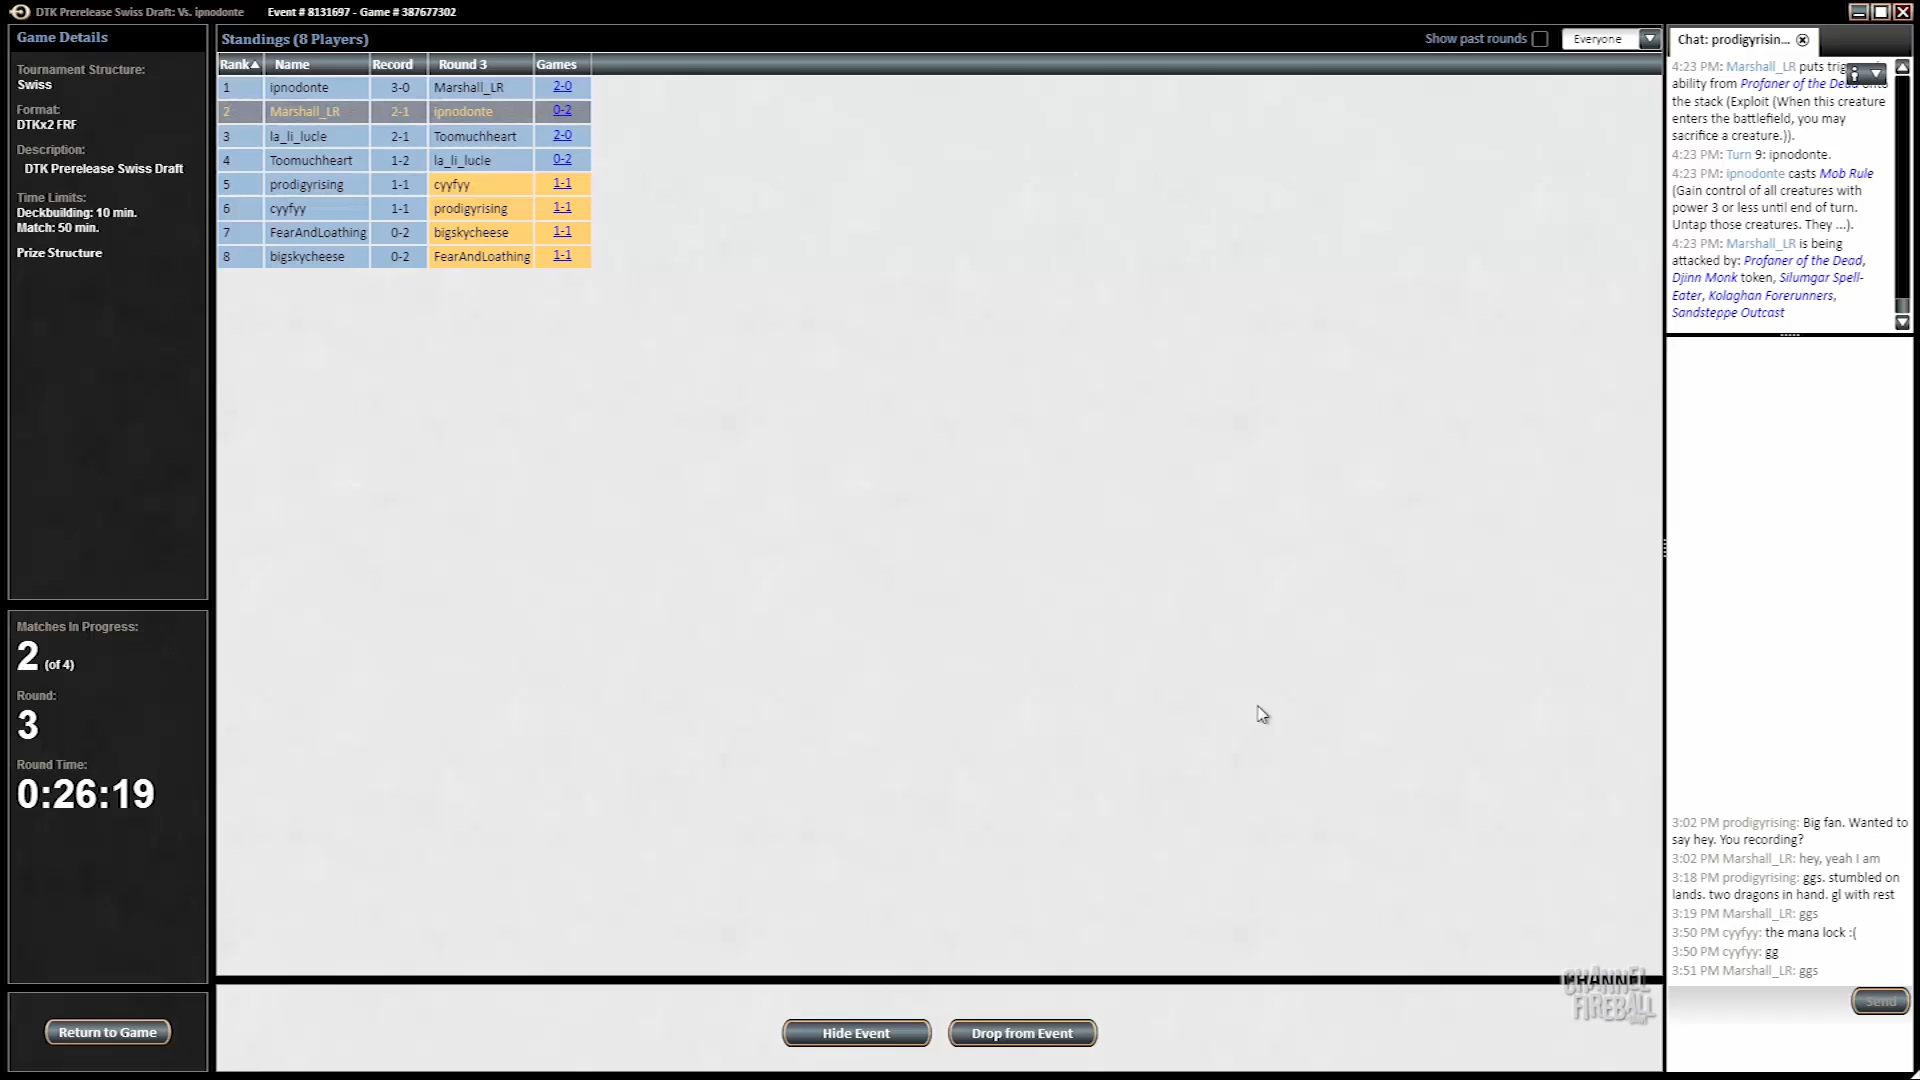 DTK Prerelease Swiss Draft: Vs. ipnodonte Event # 8131697 - Game # 387677302
Game Details
Tournament Structure:
Swiss
Format:
DTKx2 FRF
Description:
DTK Prerelease Swiss Draft
Time Limits:
Deckbuilding: 10 min.
Match: 50 min.
Prize Structure
Matches In Progress:
2 (of 4)
Round:
3
Round Time:
0:26:19
Return to Game
Standings (8 Players) Show past rounds Everyone
Rank Name Record Round 3 Games
1 ipnodonte 3-0 Marshall_LR 2-0
2 Marshall_LR 2-1 ipnodonte 0-2
3 la_li_lucle 2-1 Toomuchheart 2-0
4 Toomuchheart 1-2 la_li_lucle 0-2
5 prodigyrising 1-1 cyyfyy 1-1
6 cyyfyy 1-1 prodigyrising 1-1
7 FearAndLoathing 0-2 bigskycheese 1-1
8 bigskycheese 0-2 FearAndLoathing 1-1
Hide Event Drop from Event
CHANNEL
FIREBALL
Chat: prodigyrisin...
4:23 PM: Marshall_LR puts
ability from Profaner of the Dead onto
the stack (Exploit (When this creature
enters the battlefield, you may
sacrifice a creature.)).
4:23 PM: Turn 9: ipnodonte.
4:23 PM: ipnodonte casts Mob Rule
(Gain control of all creatures with
power 3 or less until end of turn.
Untap those creatures. They ...).
4:23 PM: Marshall_LR is being
attacked by: Profaner of the Dead,
Djinn Monk token, Silumgar Spell-
Eater, Kolaghan Forerunners,
Sandsteppe Outcast
3:02 PM prodigyrising: Big fan. Wanted to
say hey. You recording?
3:02 PM Marshall_LR: hey, yeah I am
3:18 PM prodigyrising: ggs. stumbled on
lands. two dragons in hand. gl with rest
3:19 PM Marshall_LR: ggs
3:50 PM cyyfyy: the mana lock :(
3:50 PM cyyfyy: gg
3:51 PM Marshall_LR: ggs
Send